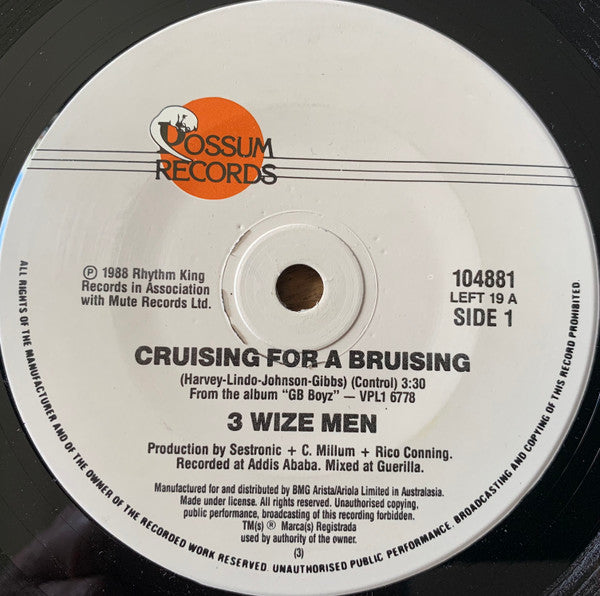 POSSUM
RECORDS
℗ 1988 Rhythm King
Records in Association
with Mute Records Ltd.
104881
LEFT 19 A
SIDE 1
CRUISING FOR A BRUISING
(Harvey-Lindo-Johnson-Gibbs) (Control) 3:30
From the album "GB Boyz" — VPL1 6778
3 WIZE MEN
Production by Sestronic + C. Millum + Rico Conning.
Recorded at Addis Ababa. Mixed at Guerilla.
Manufactured for and distributed by BMG Arista/Ariola Limited in Australasia.
Made under license. All rights reserved. Unauthorised copying,
public performance, broadcasting of this recording forbidden.
TM(s) ® Marca(s) Registrada
used by authority of the owner.
(3)
ALL RIGHTS OF THE MANUFACTURER AND OF THE OWNER OF THE RECORDED WORK RESERVED. UNAUTHORISED PUBLIC PERFORMANCE, BROADCASTING AND COPYING OF THIS RECORD PROHIBITED.